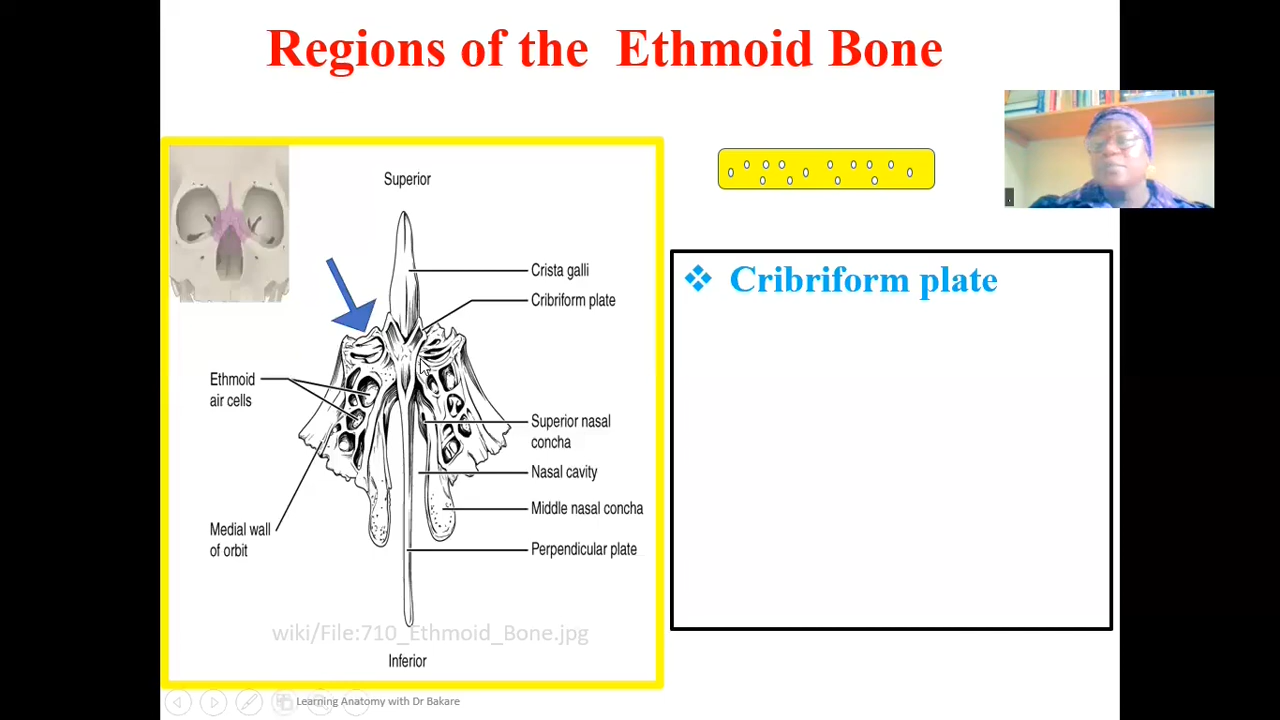 Regions of the Ethmoid Bone
Superior
Crista galli
Cribriform plate
Ethmoid
air cells
Superior nasal
concha
Nasal cavity
Middle nasal concha
Medial wall
of orbit
Perpendicular plate
wiki/File:710_Ethmoid_Bone.jpg
Inferior
❖ Cribriform plate
Learning Anatomy with Dr Bakare